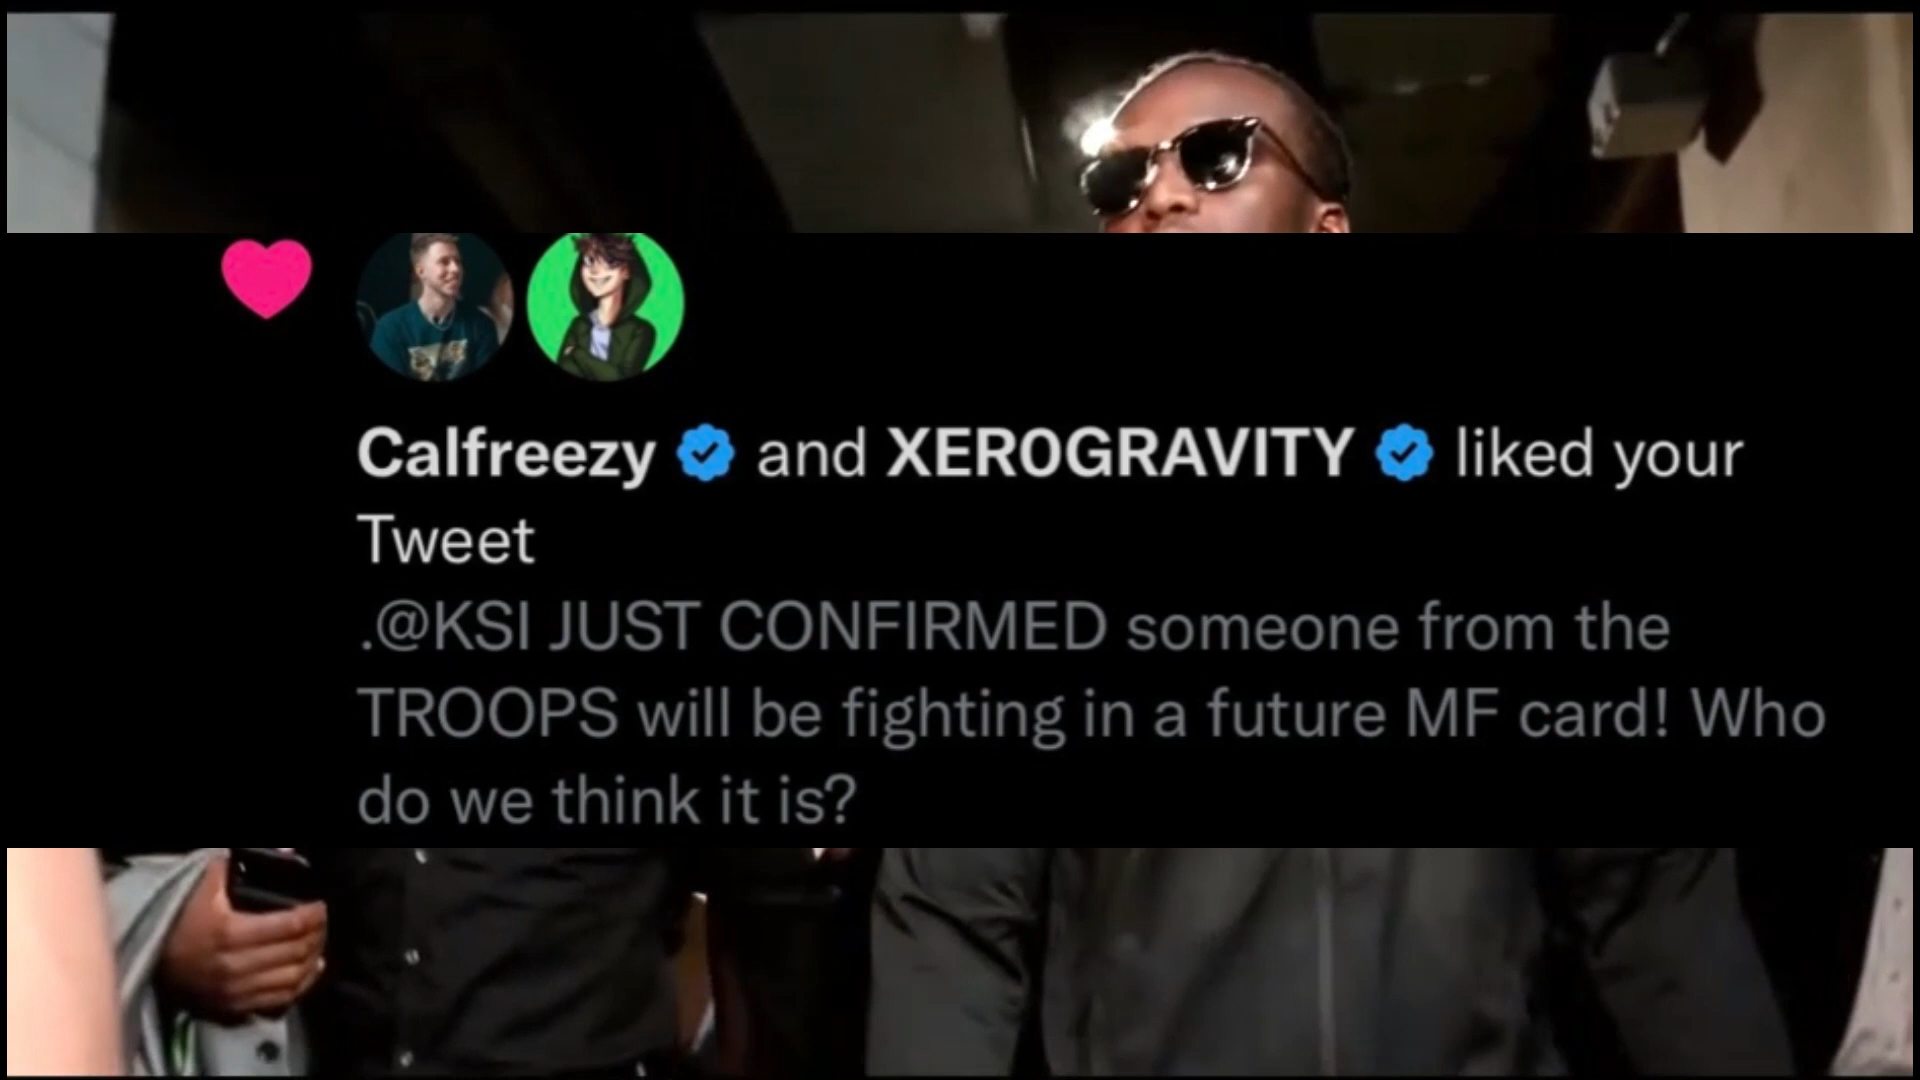 Calfreezy and XEROGRAVITY liked your
Tweet
.@KSI JUST CONFIRMED someone from the
TROOPS will be fighting in a future MF card! Who
do we think it is?